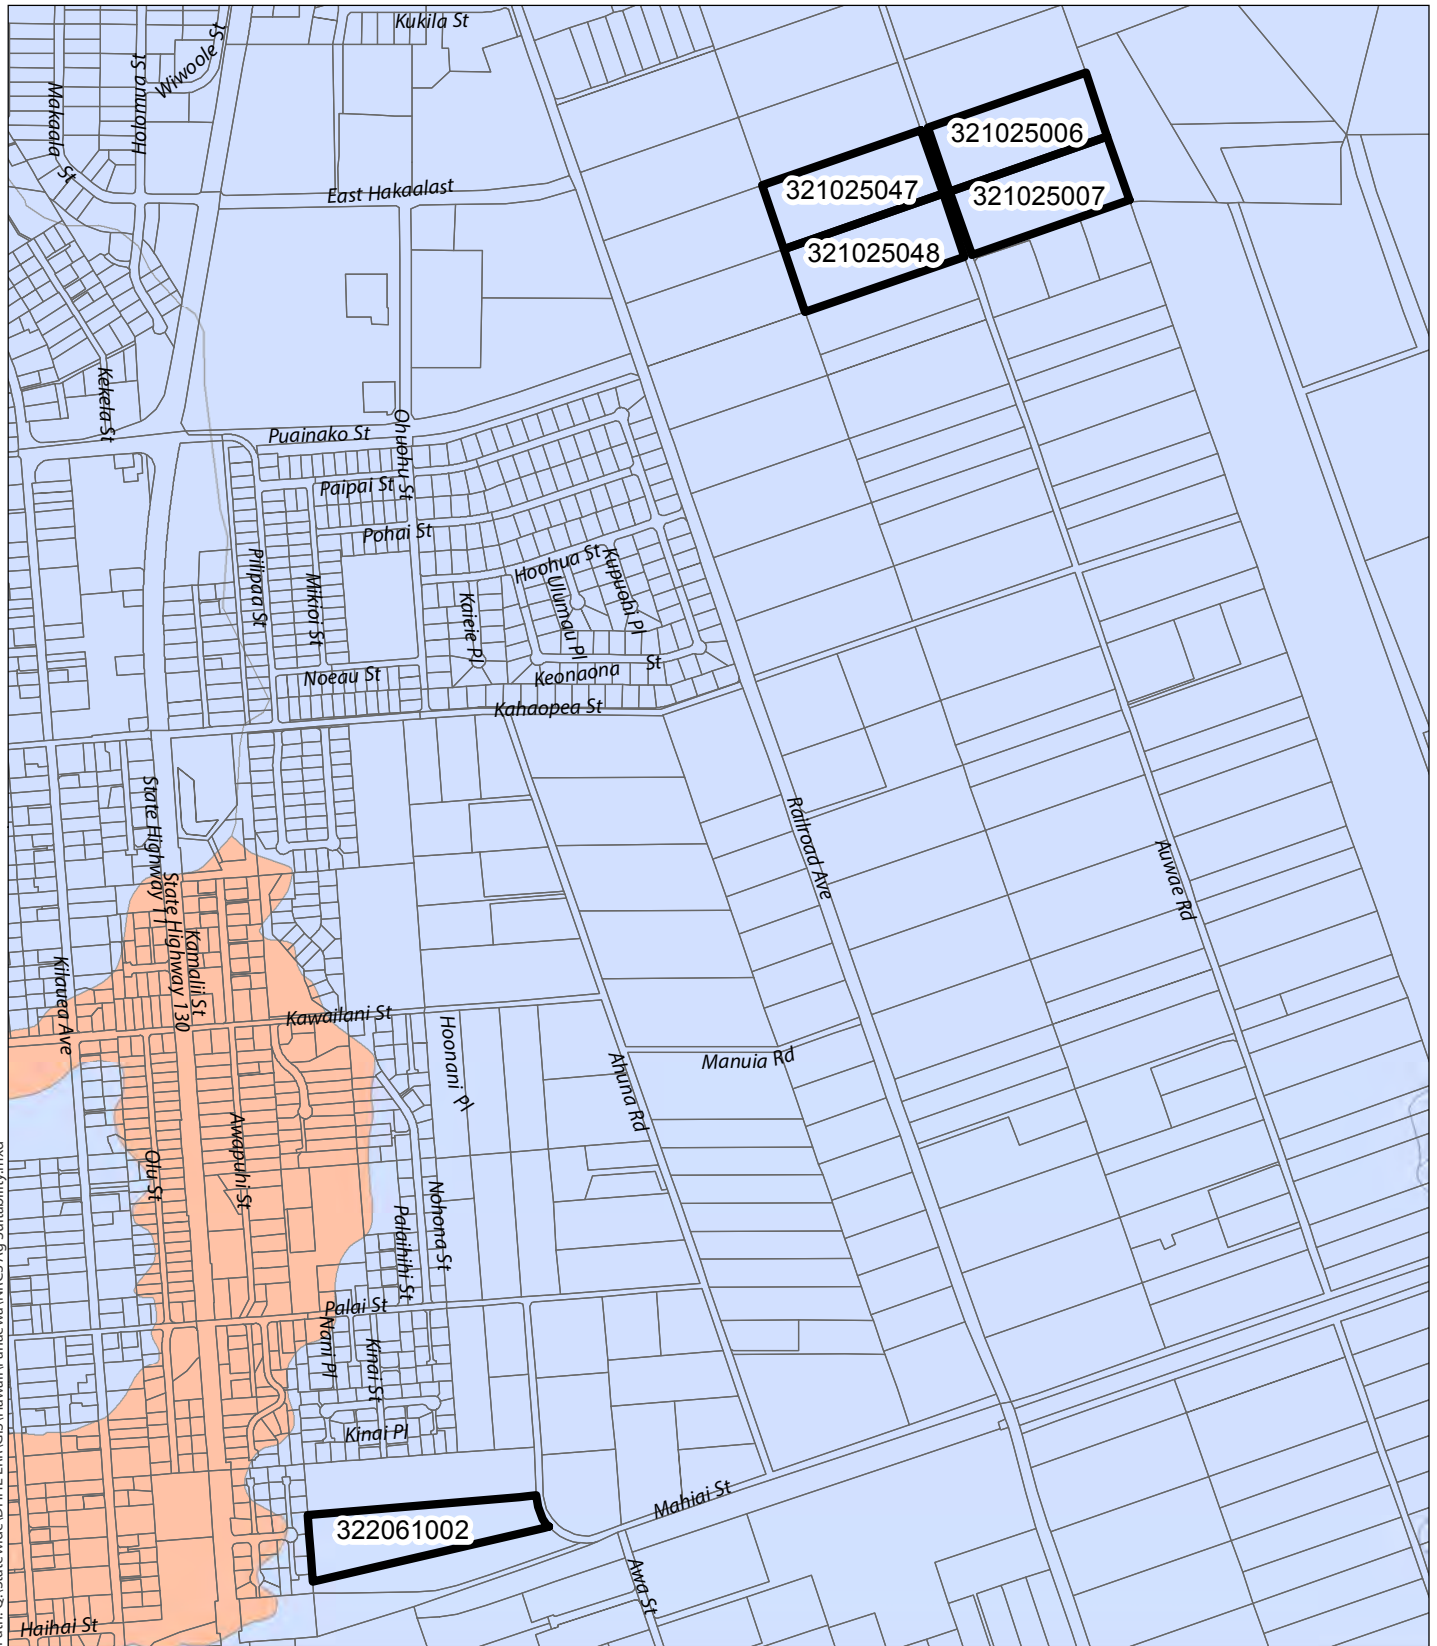 Kukila St
Wiwoole St
Holomua St
Makaala St
321025006
321025047
321025007
East Hakaalast
321025048
Kekela St
Puainako St
Ohuohu St
Paipai St
Pohai St
Pilipaa St
Mikioi St
Hoohua St
Kupuohi Pl
Ulumau Pl
Kaieie Pl
Noeau St
Keonaona St
Kahaopea St
State Highway 11
Railroad Ave
Auwae Rd
State Highway 130
Kamalii St
Kilauea Ave
Kawailani St
Hoonani Pl
Manuia Rd
Ahuna Rd
Awapuhi St
Olu St
Nohona St
Palaihihi St
Palai St
Nani Pl
Kinai St
Kinai Pl
Mahiai St
322061002
Awa St
Haihai St